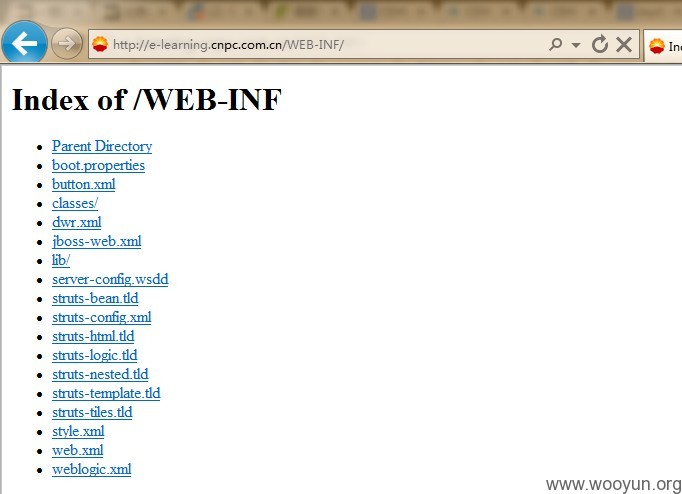 http://e-learning.cnpc.com.cn/WEB-INF/
Index of /WEB-INF
Parent Directory
boot.properties
button.xml
classes/
dwr.xml
jboss-web.xml
lib/
server-config.wsdd
struts-bean.tld
struts-config.xml
struts-html.tld
struts-logic.tld
struts-nested.tld
struts-template.tld
struts-tiles.tld
style.xml
web.xml
weblogic.xml
www.wooyun.org